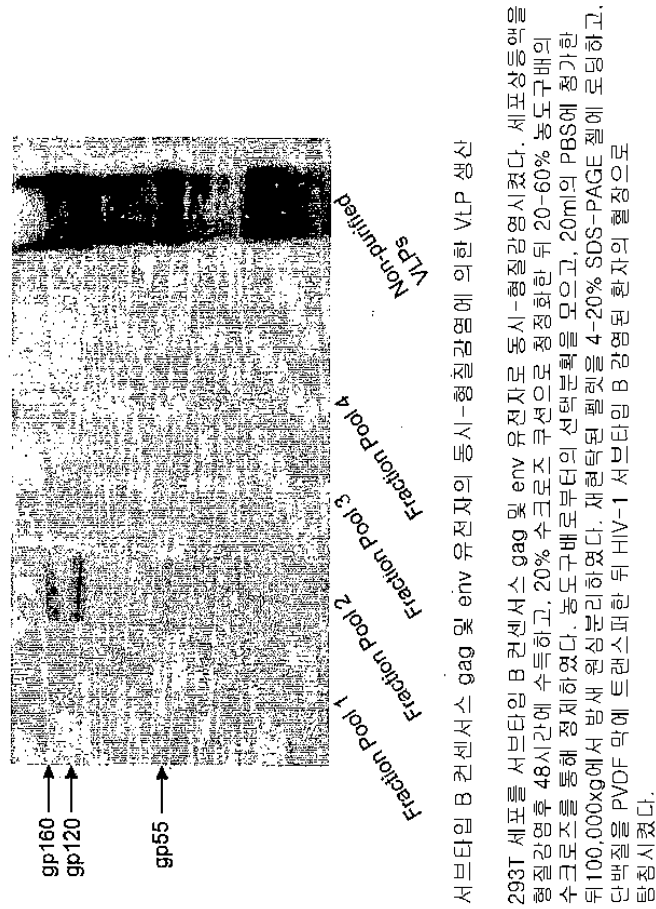 gp160
gp120
gp55
Fraction Pool 1
Fraction Pool 2
Fraction Pool 3
Fraction Pool 4
Non-purified
VLPs
서브타입 B 컨센서스 gag 및 env 유전자의 동시-형질감염에 의한 VLP 생산
293T 세포를 서브타입 B 컨센서스 gag 및 env 유전자로 동시-형질감염시켰다. 세포상등액을
형질감염후 48시간에 수득하고, 20% 수크로즈 쿠션으로 청정화한 뒤 20-60% 농도구배의
수크로즈를 통해 정제하였다. 농도구배로부터의 선택분획을 모으고, 20ml의 PBS에 첨가한
뒤 100,000xg에서 밤새 원심분리하였다. 재현탁된 펠릿을 4-20% SDS-PAGE 젤에 로딩하고,
단백질을 PVDF 막에 트랜스퍼한 뒤 HIV-1 서브타입 B 감염된 환자의 혈장으로
탐침시켰다.